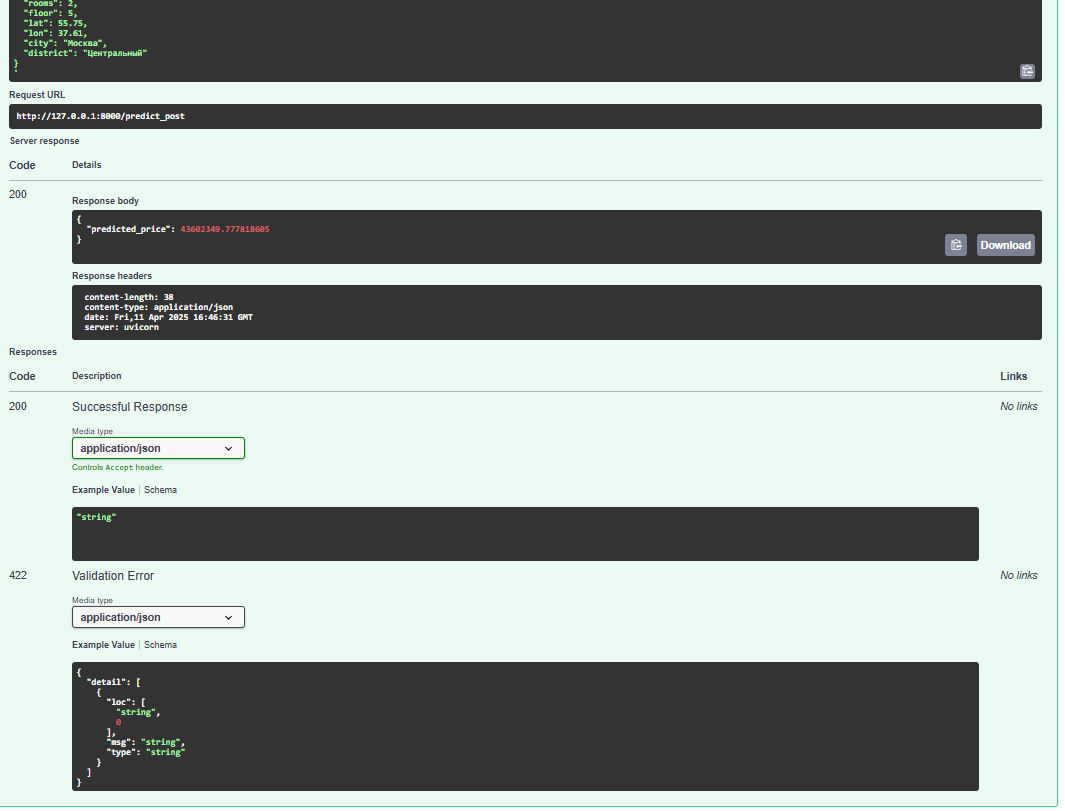 "rooms": 2,
"floor": 5,
"lat": 55.75,
"lon": 37.61,
"city": "Москва",
"district": "Центральный"
}
'
Request URL
http://127.0.0.1:8000/predict_post
Server response
Code Details
200
Response body
{
"predicted_price": 43602349.777818605
}
Download
Response headers
content-length: 38
content-type: application/json
date: Fri,11 Apr 2025 16:46:31 GMT
server: uvicorn
Responses
Code Description Links
200 Successful Response No links
Media type
application/json
Controls Accept header.
Example Value Schema
"string"
422 Validation Error No links
Media type
application/json
Example Value Schema
{
"detail": [
{
"loc": [
"string",
0
],
"msg": "string",
"type": "string"
}
]
}